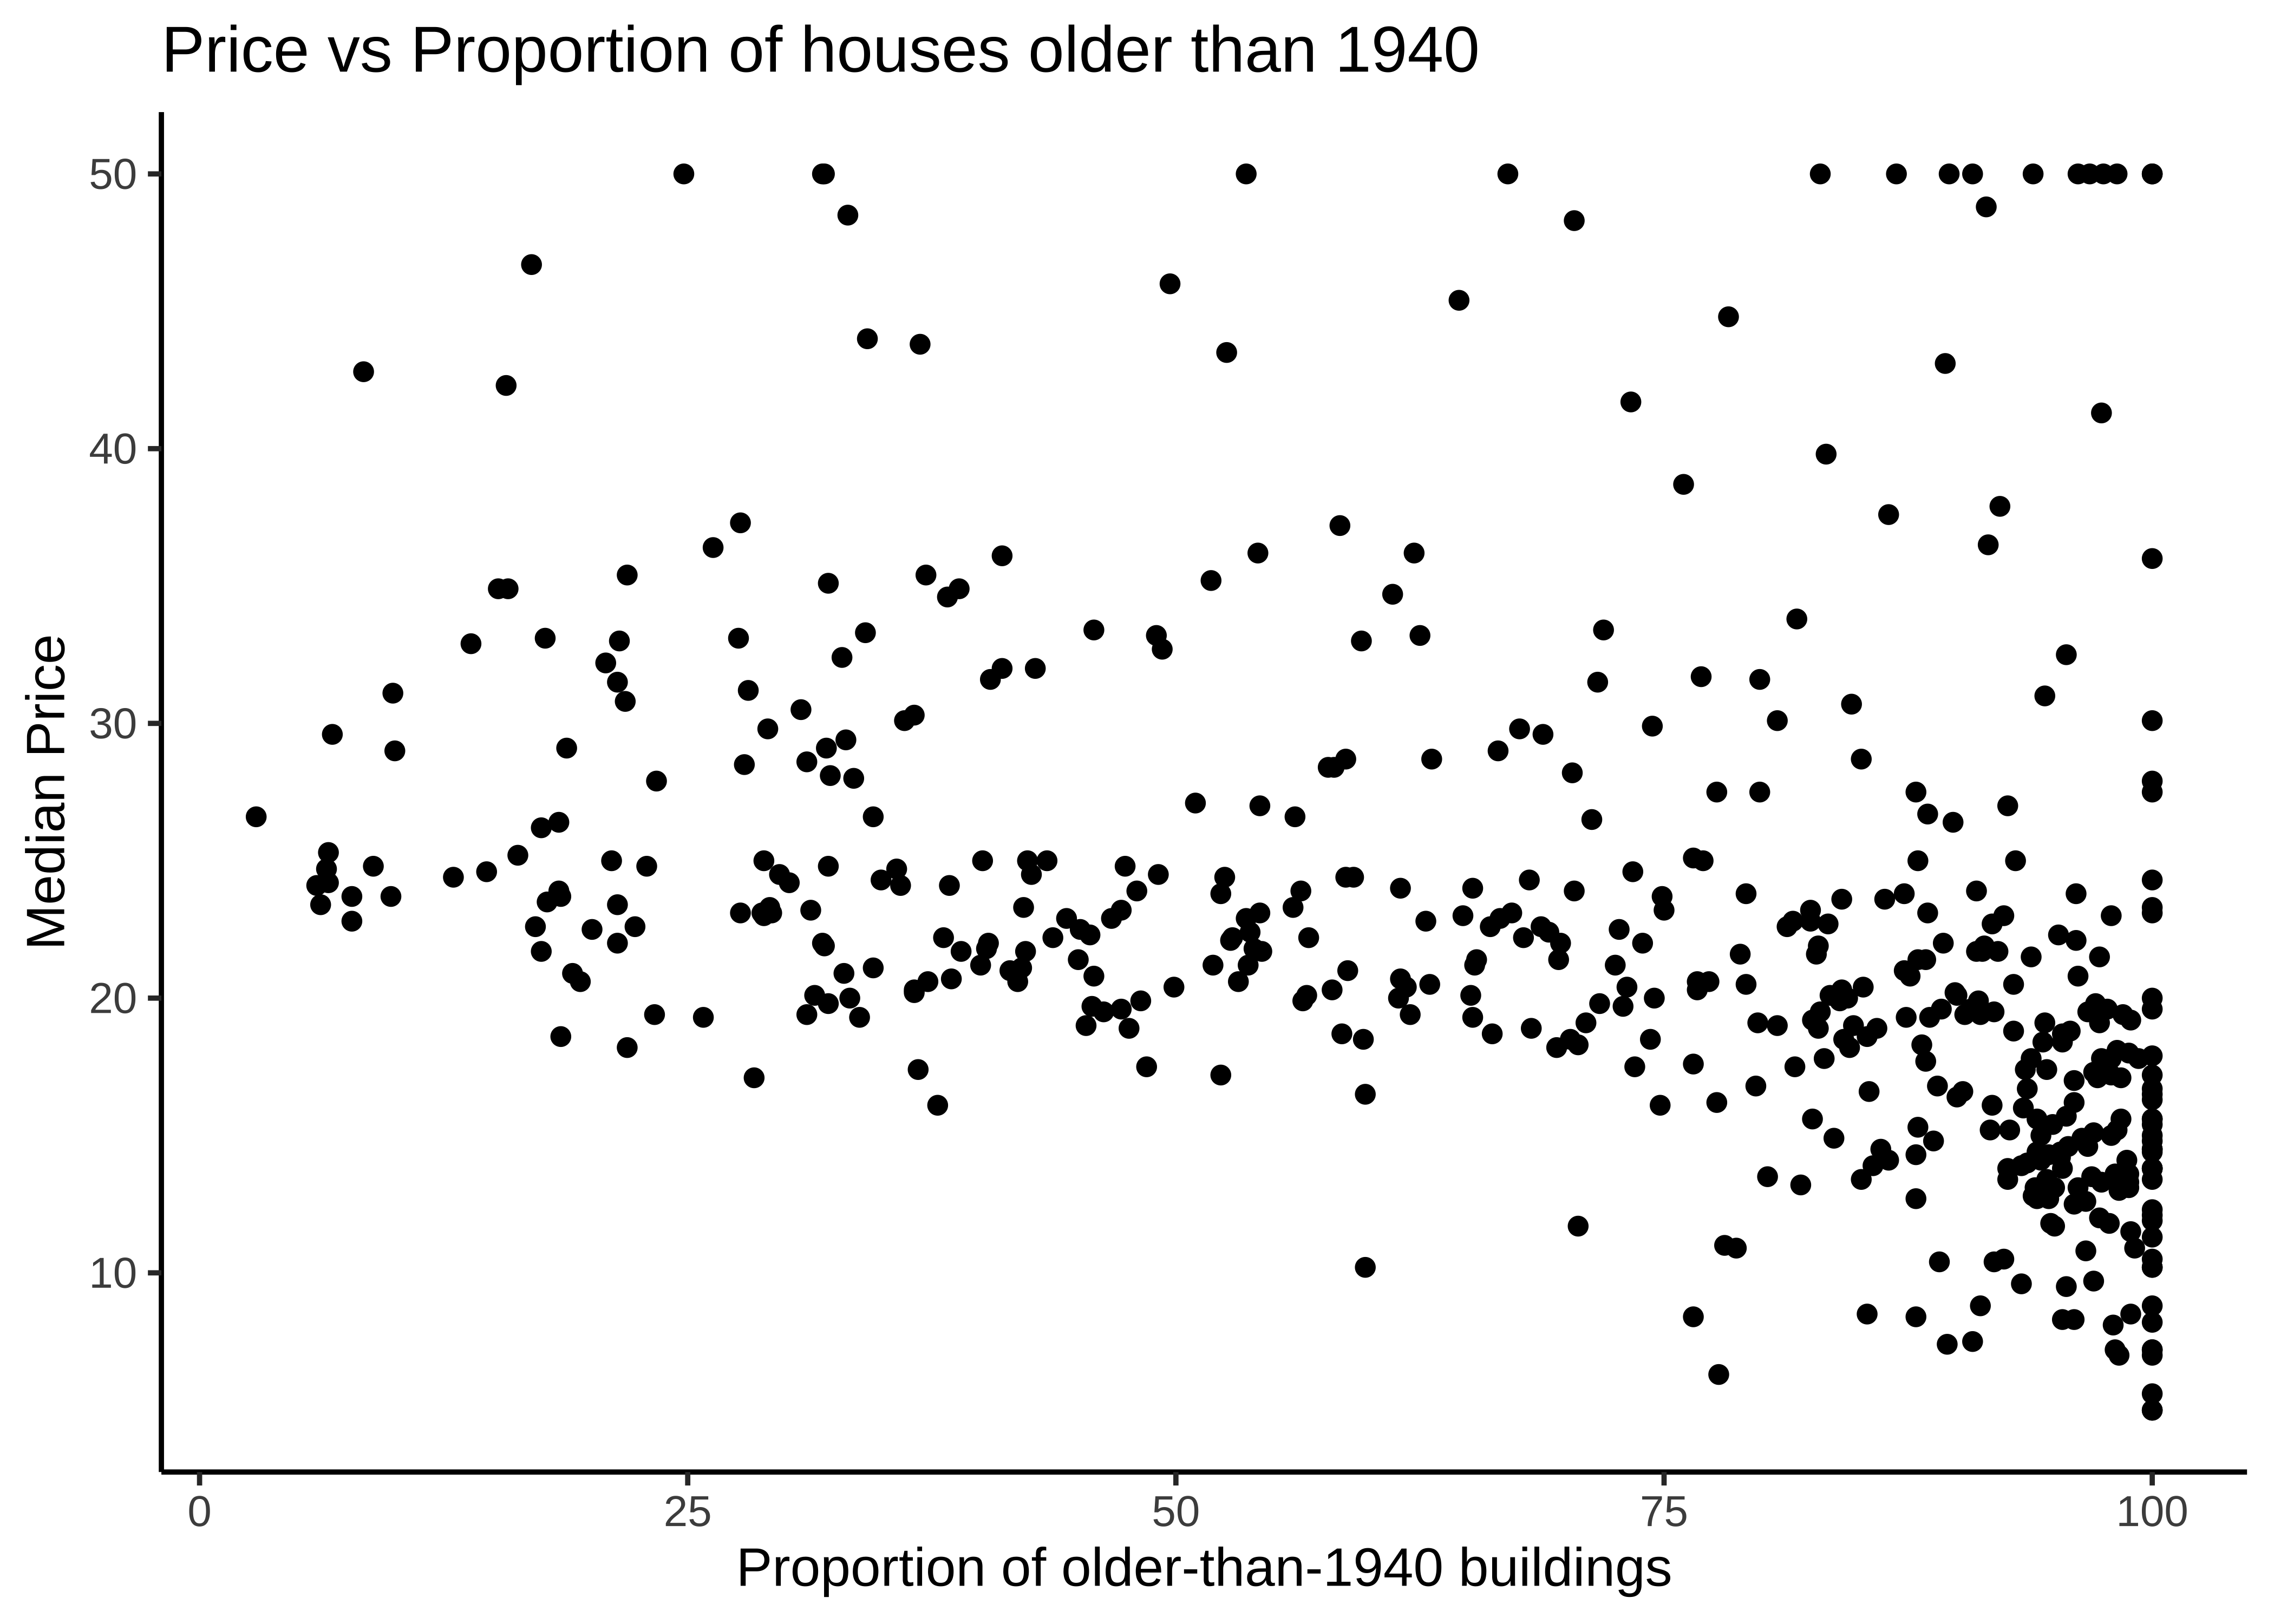 Price vs Proportion of houses older than 1940
Median Price
50
40
30
20
10
0 25 50 75 100
Proportion of older-than-1940 buildings